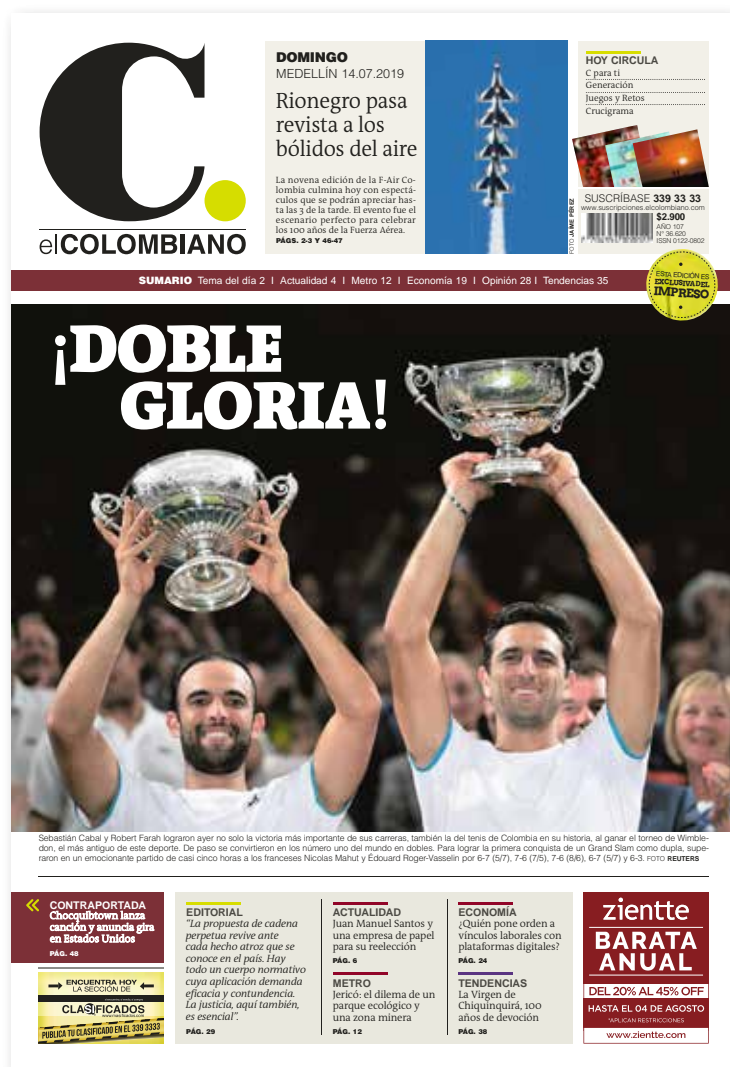 C.
elCOLOMBIANO
DOMINGO
MEDELLÍN 14.07.2019
Rionegro pasa
revista a los
bólidos del aire
La novena edición de la F-Air Co-
lombia culmina hoy con espectá-
culos que se podrán apreciar has-
ta las 3 de la tarde. El evento fue el
escenario perfecto para celebrar
los 100 años de la Fuerza Aérea.
PÁGS. 2-3 Y 46-47
FOTO JAIME PÉREZ
HOY CIRCULA
C para ti
Generación
Juegos y Retos
Crucigrama
SUSCRÍBASE 339 33 33
www.suscripciones.elcolombiano.com
$2.900
AÑO 107
N° 36.620
ISSN 0122-0802
SUMARIO Tema del día 2 I Actualidad 4 I Metro 12 I Economía 19 I Opinión 28 I Tendencias 35
ESTA EDICIÓN ES
EXCLUSIVA DEL
IMPRESO
¡DOBLE
GLORIA!
Sebastián Cabal y Robert Farah lograron ayer no solo la victoria más importante de sus carreras, también la del tenis de Colombia en su historia, al ganar el torneo de Wimble-
don, el más antiguo de este deporte. De paso se convirtieron en los número uno del mundo en dobles. Para lograr la primera conquista de un Grand Slam como dupla, supe-
raron en un emocionante partido de casi cinco horas a los franceses Nicolas Mahut y Édouard Roger-Vasselin por 6-7 (5/7), 7-6 (7/5), 7-6 (8/6), 6-7 (5/7) y 6-3. FOTO REUTERS
« CONTRAPORTADA
Chocquibtown lanza
canción y anuncia gira
en Estados Unidos
PÁG. 48
ENCUENTRA HOY
LA SECCIÓN DE
CLASIFICADOS
PUBLICA TU CLASIFICADO EN EL 339 3333
EDITORIAL
“La propuesta de cadena
perpetua revive ante
cada hecho atroz que se
conoce en el país. Hay
todo un cuerpo normativo
cuya aplicación demanda
eficacia y contundencia.
La justicia, aquí también,
es esencial”.
PÁG. 29
ACTUALIDAD
Juan Manuel Santos y
una empresa de papel
para su reelección
PÁG. 6
METRO
Jericó: el dilema de un
parque ecológico y
una zona minera
PÁG. 12
ECONOMÍA
¿Quién pone orden a
vínculos laborales con
plataformas digitales?
PÁG. 24
TENDENCIAS
La Virgen de
Chiquinquirá, 100
años de devoción
PÁG. 38
zientte
BARATA
ANUAL
DEL 20% AL 45% OFF
HASTA EL 04 DE AGOSTO
*APLICAN RESTRICCIONES
www.zientte.com